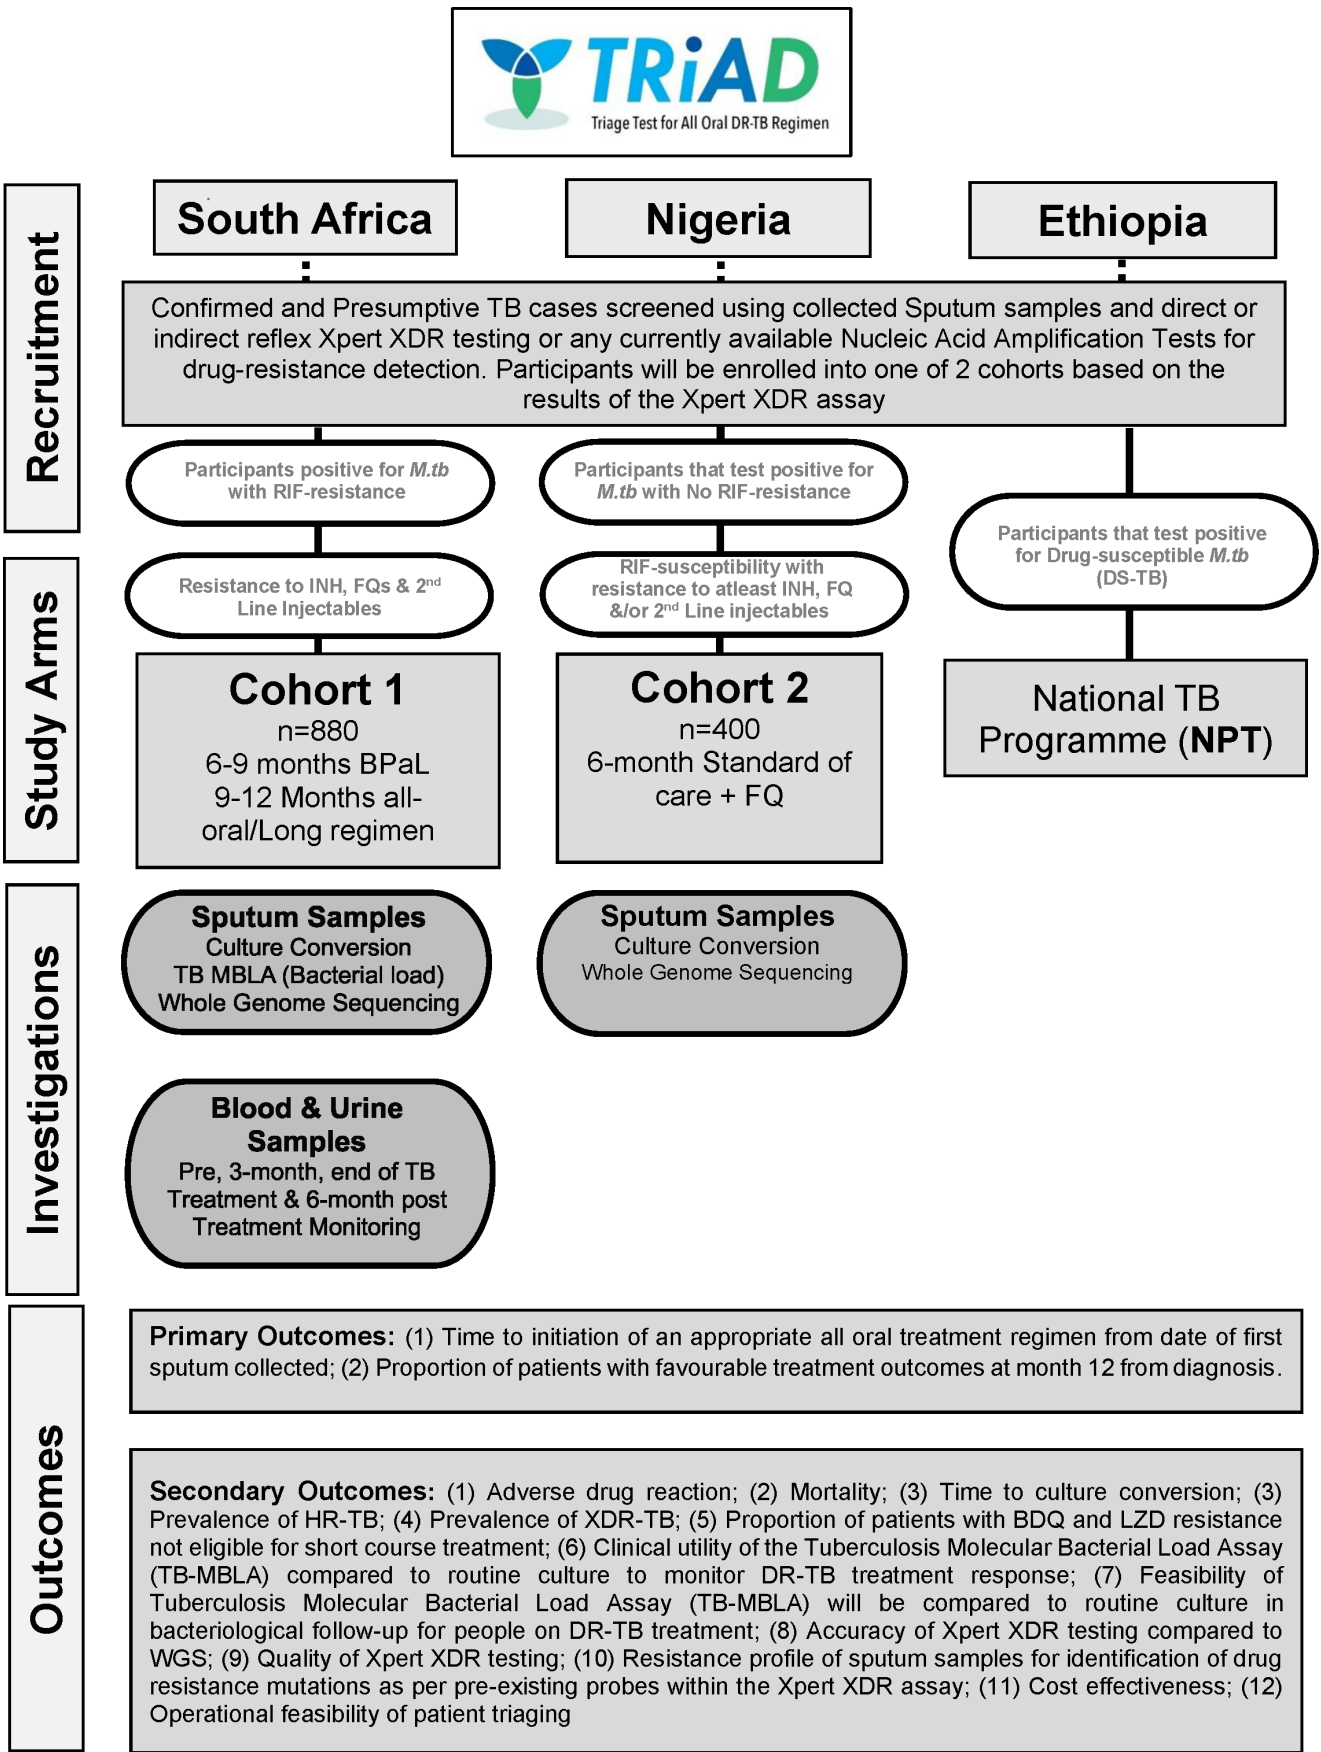 TRiAD
Triage Test for All Oral DR-TB Regimen
Recruitment
South Africa
Nigeria
Ethiopia
Confirmed and Presumptive TB cases screened using collected Sputum samples and direct or
indirect reflex Xpert XDR testing or any currently available Nucleic Acid Amplification Tests for
drug-resistance detection. Participants will be enrolled into one of 2 cohorts based on the
results of the Xpert XDR assay
Participants positive for M.tb
with RIF-resistance
Participants that test positive for
M.tb with No RIF-resistance
Participants that test positive
for Drug-susceptible M.tb
(DS-TB)
Study Arms
Resistance to INH, FQs & 2nd
Line Injectables
RIF-susceptibility with
resistance to atleast INH, FQ
&/or 2nd Line injectables
Cohort 1
n=880
6-9 months BPaL
9-12 Months all-
oral/Long regimen
Cohort 2
n=400
6-month Standard of
care + FQ
National TB
Programme (NPT)
Investigations
Sputum Samples
Culture Conversion
TB MBLA (Bacterial load)
Whole Genome Sequencing
Sputum Samples
Culture Conversion
Whole Genome Sequencing
Blood & Urine
Samples
Pre, 3-month, end of TB
Treatment & 6-month post
Treatment Monitoring
Outcomes
Primary Outcomes: (1) Time to initiation of an appropriate all oral treatment regimen from date of first
sputum collected; (2) Proportion of patients with favourable treatment outcomes at month 12 from diagnosis.
Secondary Outcomes: (1) Adverse drug reaction; (2) Mortality; (3) Time to culture conversion; (3)
Prevalence of HR-TB; (4) Prevalence of XDR-TB; (5) Proportion of patients with BDQ and LZD resistance
not eligible for short course treatment; (6) Clinical utility of the Tuberculosis Molecular Bacterial Load Assay
(TB-MBLA) compared to routine culture to monitor DR-TB treatment response; (7) Feasibility of
Tuberculosis Molecular Bacterial Load Assay (TB-MBLA) will be compared to routine culture in
bacteriological follow-up for people on DR-TB treatment; (8) Accuracy of Xpert XDR testing compared to
WGS; (9) Quality of Xpert XDR testing; (10) Resistance profile of sputum samples for identification of drug
resistance mutations as per pre-existing probes within the Xpert XDR assay; (11) Cost effectiveness; (12)
Operational feasibility of patient triaging